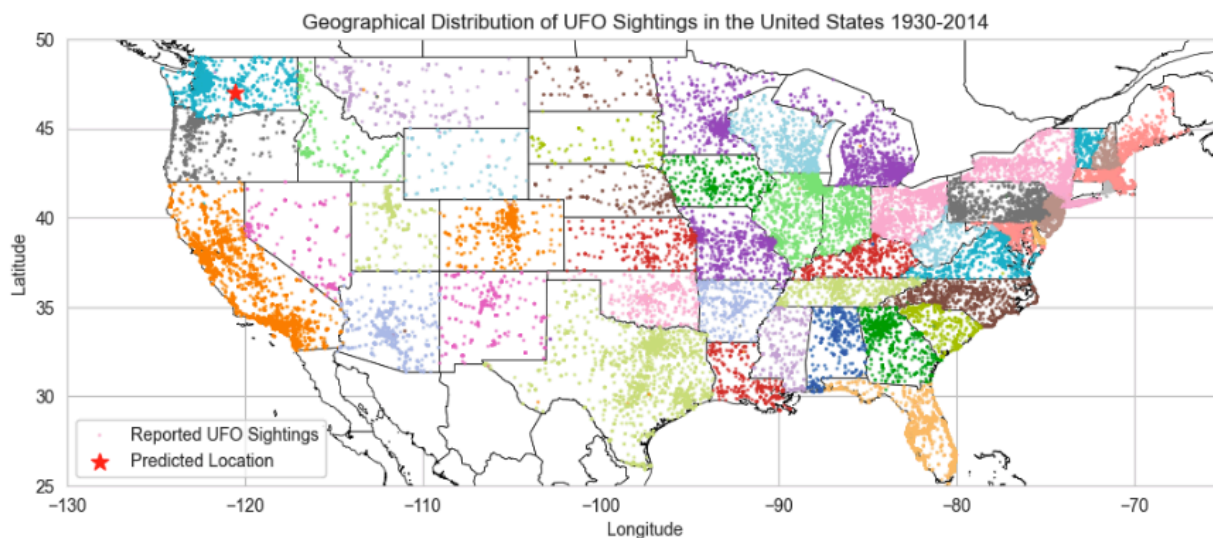 Geographical Distribution of UFO Sightings in the United States 1930-2014
50
45
40
35
30
25
Latitude
Reported UFO Sightings
Predicted Location
−130
−120
−110
−100
−90
−80
−70
Longitude